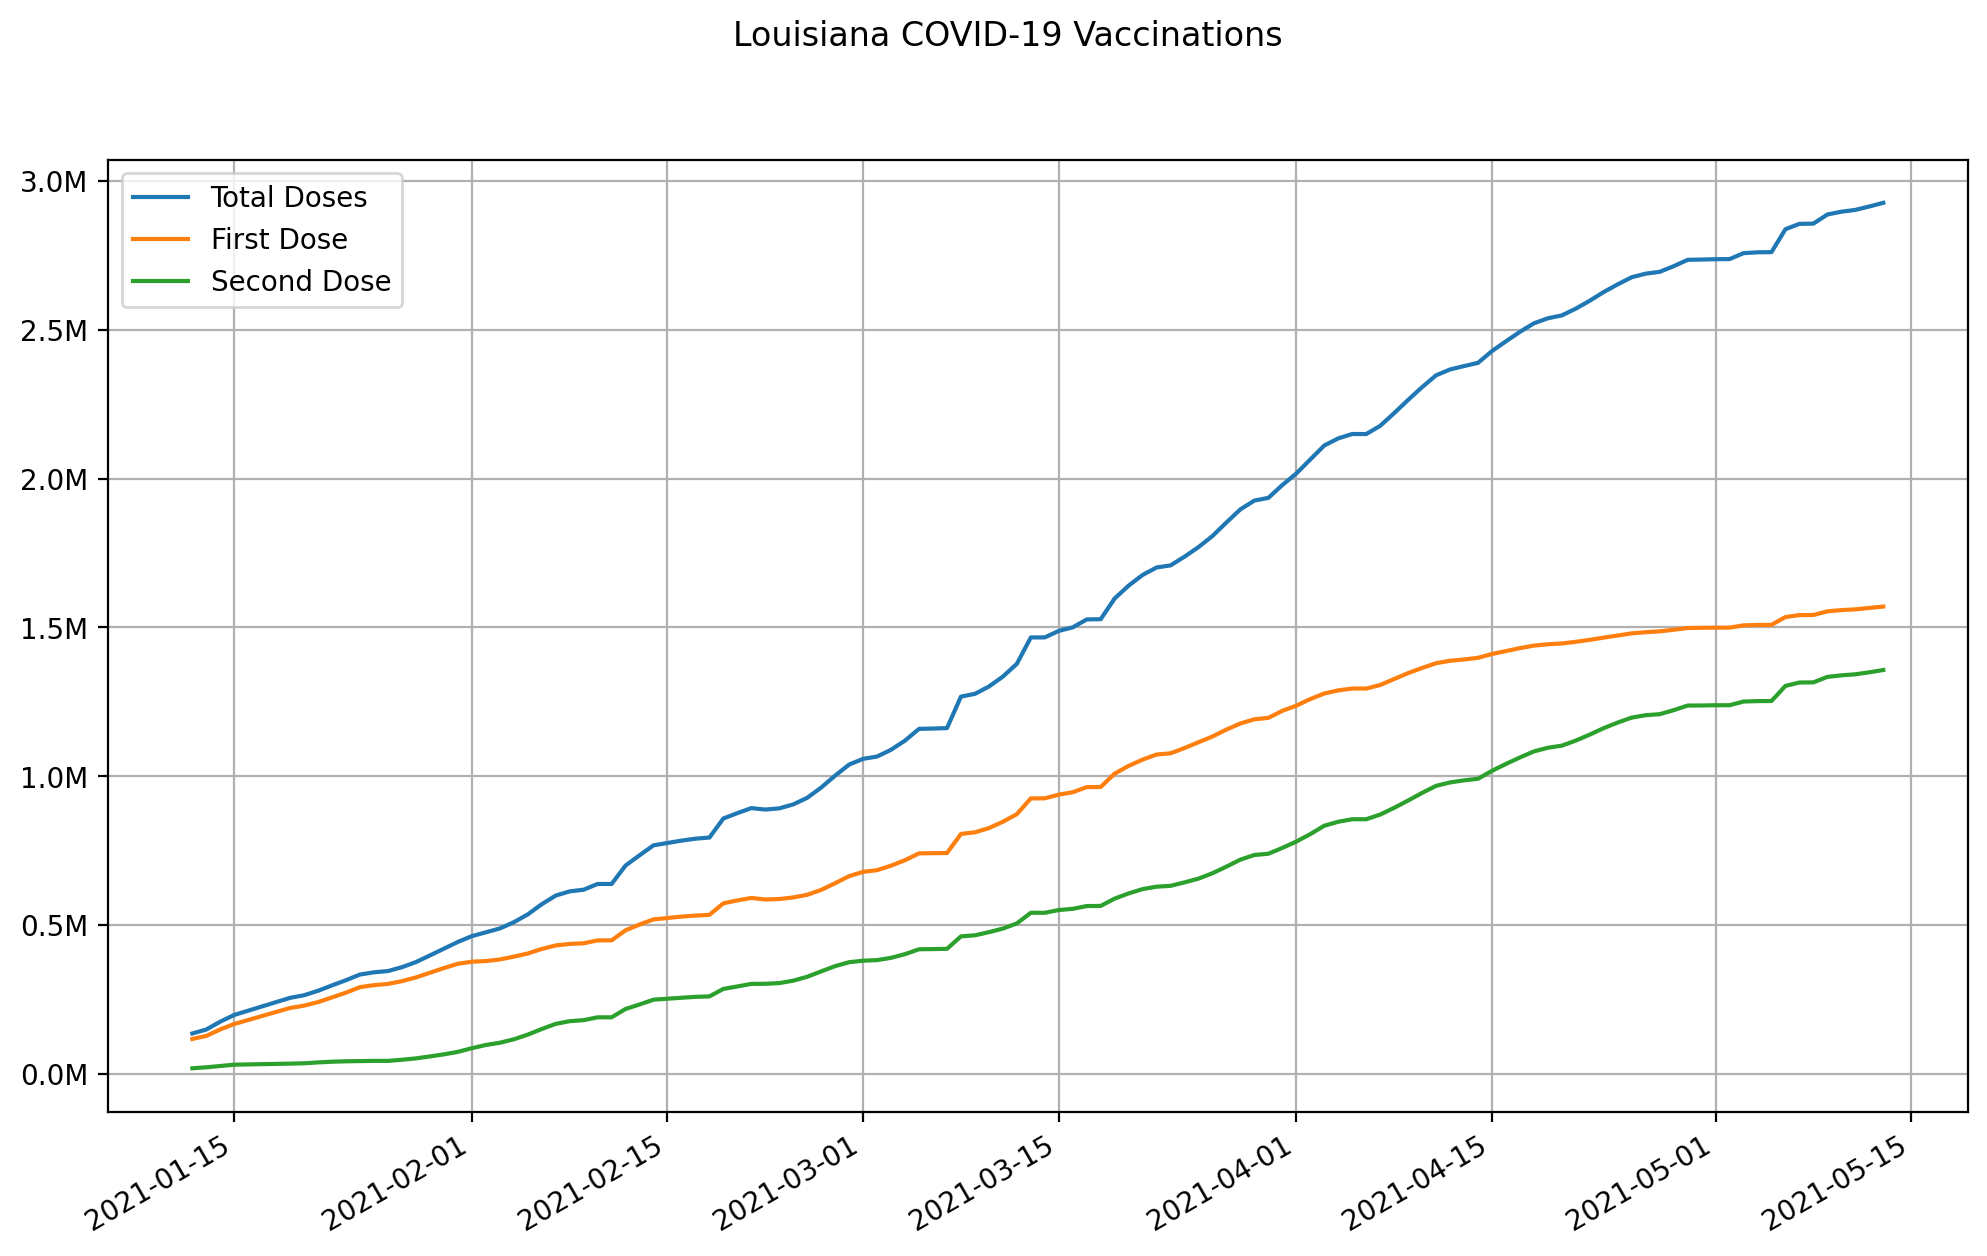 Louisiana COVID-19 Vaccinations
3.0M
2.5M
2.0M
1.5M
1.0M
0.5M
0.0M
Total Doses
First Dose
Second Dose
2021-01-15
2021-02-01
2021-02-15
2021-03-01
2021-03-15
2021-04-01
2021-04-15
2021-05-01
2021-05-15